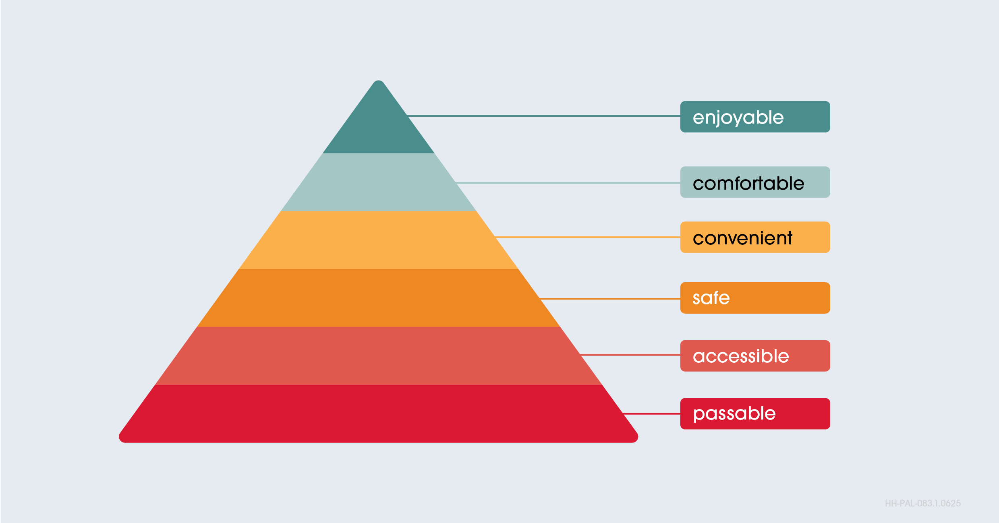 enjoyable
comfortable
convenient
safe
accessible
passable
HH-PAL-083.1.0625